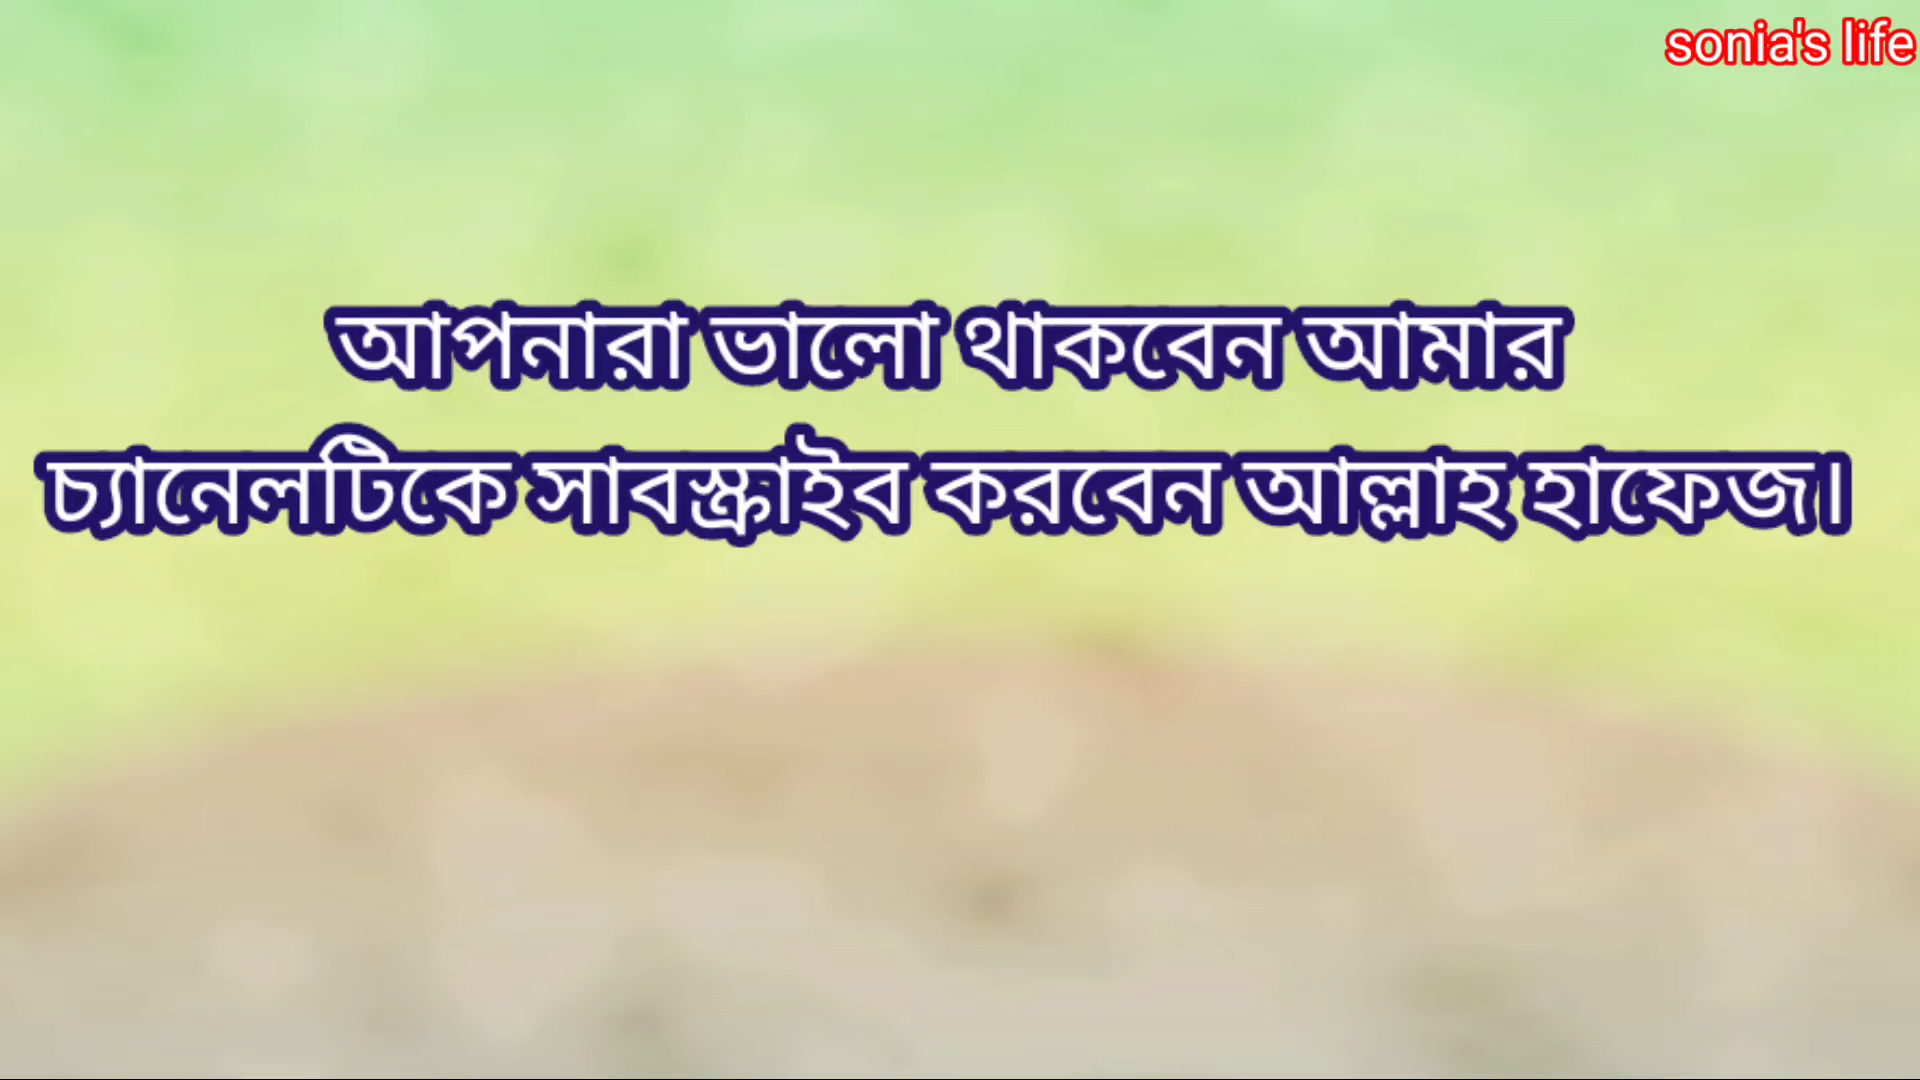 sonia's life
আপনারা ভালো থাকবেন আমার
চ্যানেলটিকে সাবস্ক্রাইব করবেন আল্লাহ হাফেজ।